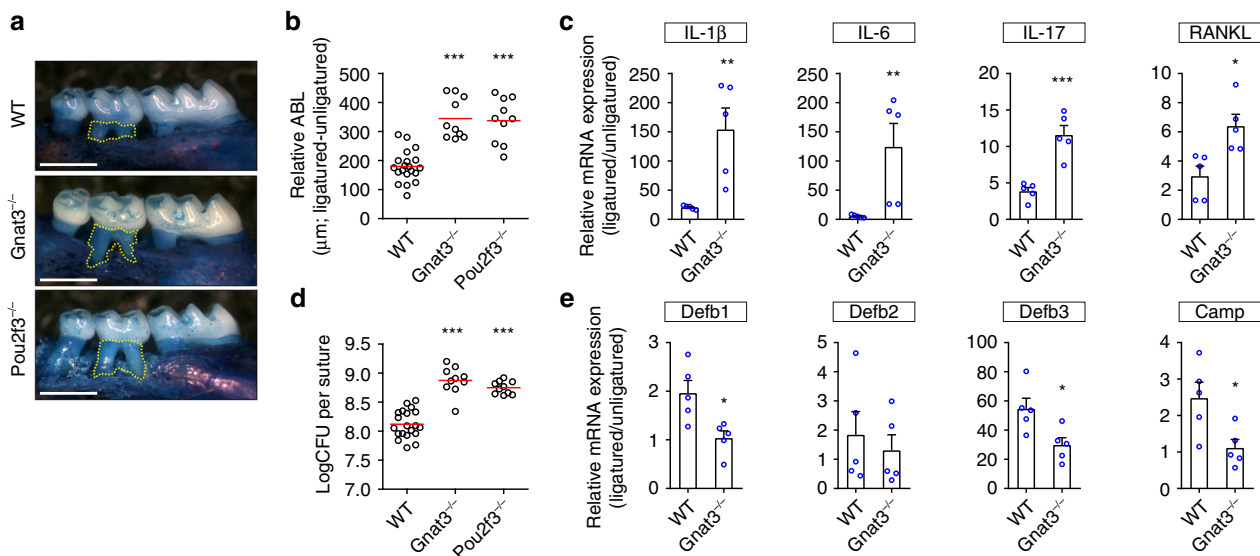 a
WT
Gnat3−/−
Pou2f3−/−
b
Relative ABL
(μm; ligatured-unligatured)
500
400
300
200
100
0
***
***
WT
Gnat3−/−
Pou2f3−/−
c
Relative mRNA expression
(ligatured/unligatured)
IL-1β
250
200
150
100
50
0
**
WT
Gnat3−/−
IL-6
250
200
150
100
50
0
**
WT
Gnat3−/−
IL-17
20
15
10
5
0
***
WT
Gnat3−/−
RANKL
10
8
6
4
2
0
*
WT
Gnat3−/−
d
LogCFU per suture
9.5
9.0
8.5
8.0
7.5
7.0
***
***
WT
Gnat3−/−
Pou2f3−/−
e
Relative mRNA expression
(ligatured/unligatured)
Defb1
3
2
1
0
*
WT
Gnat3−/−
Defb2
5
4
3
2
1
0
WT
Gnat3−/−
Defb3
100
80
60
40
20
0
*
WT
Gnat3−/−
Camp
4
3
2
1
0
*
WT
Gnat3−/−